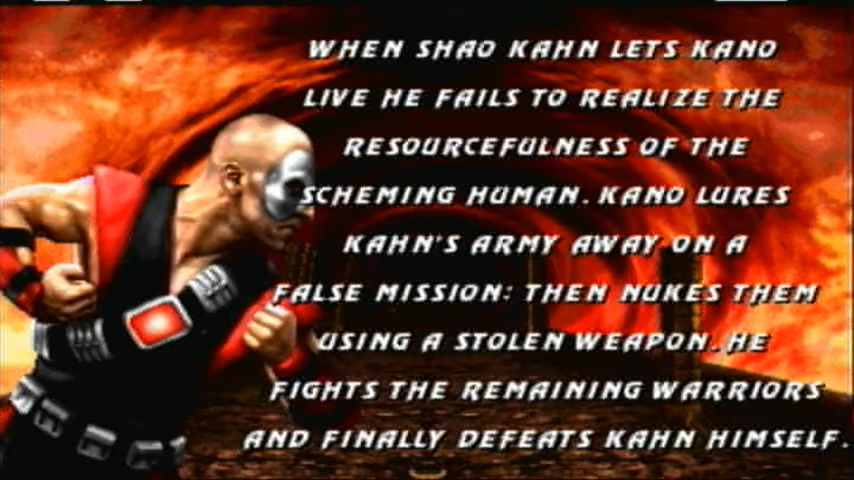 WHEN SHAO KAHN LETS KANO
LIVE HE FAILS TO REALIZE THE
RESOURCEFULNESS OF THE
SCHEMING HUMAN. KANO LURES
KAHN'S ARMY AWAY ON A
FALSE MISSION: THEN NUKES THEM
USING A STOLEN WEAPON. HE
FIGHTS THE REMAINING WARRIORS
AND FINALLY DEFEATS KAHN HIMSELF.